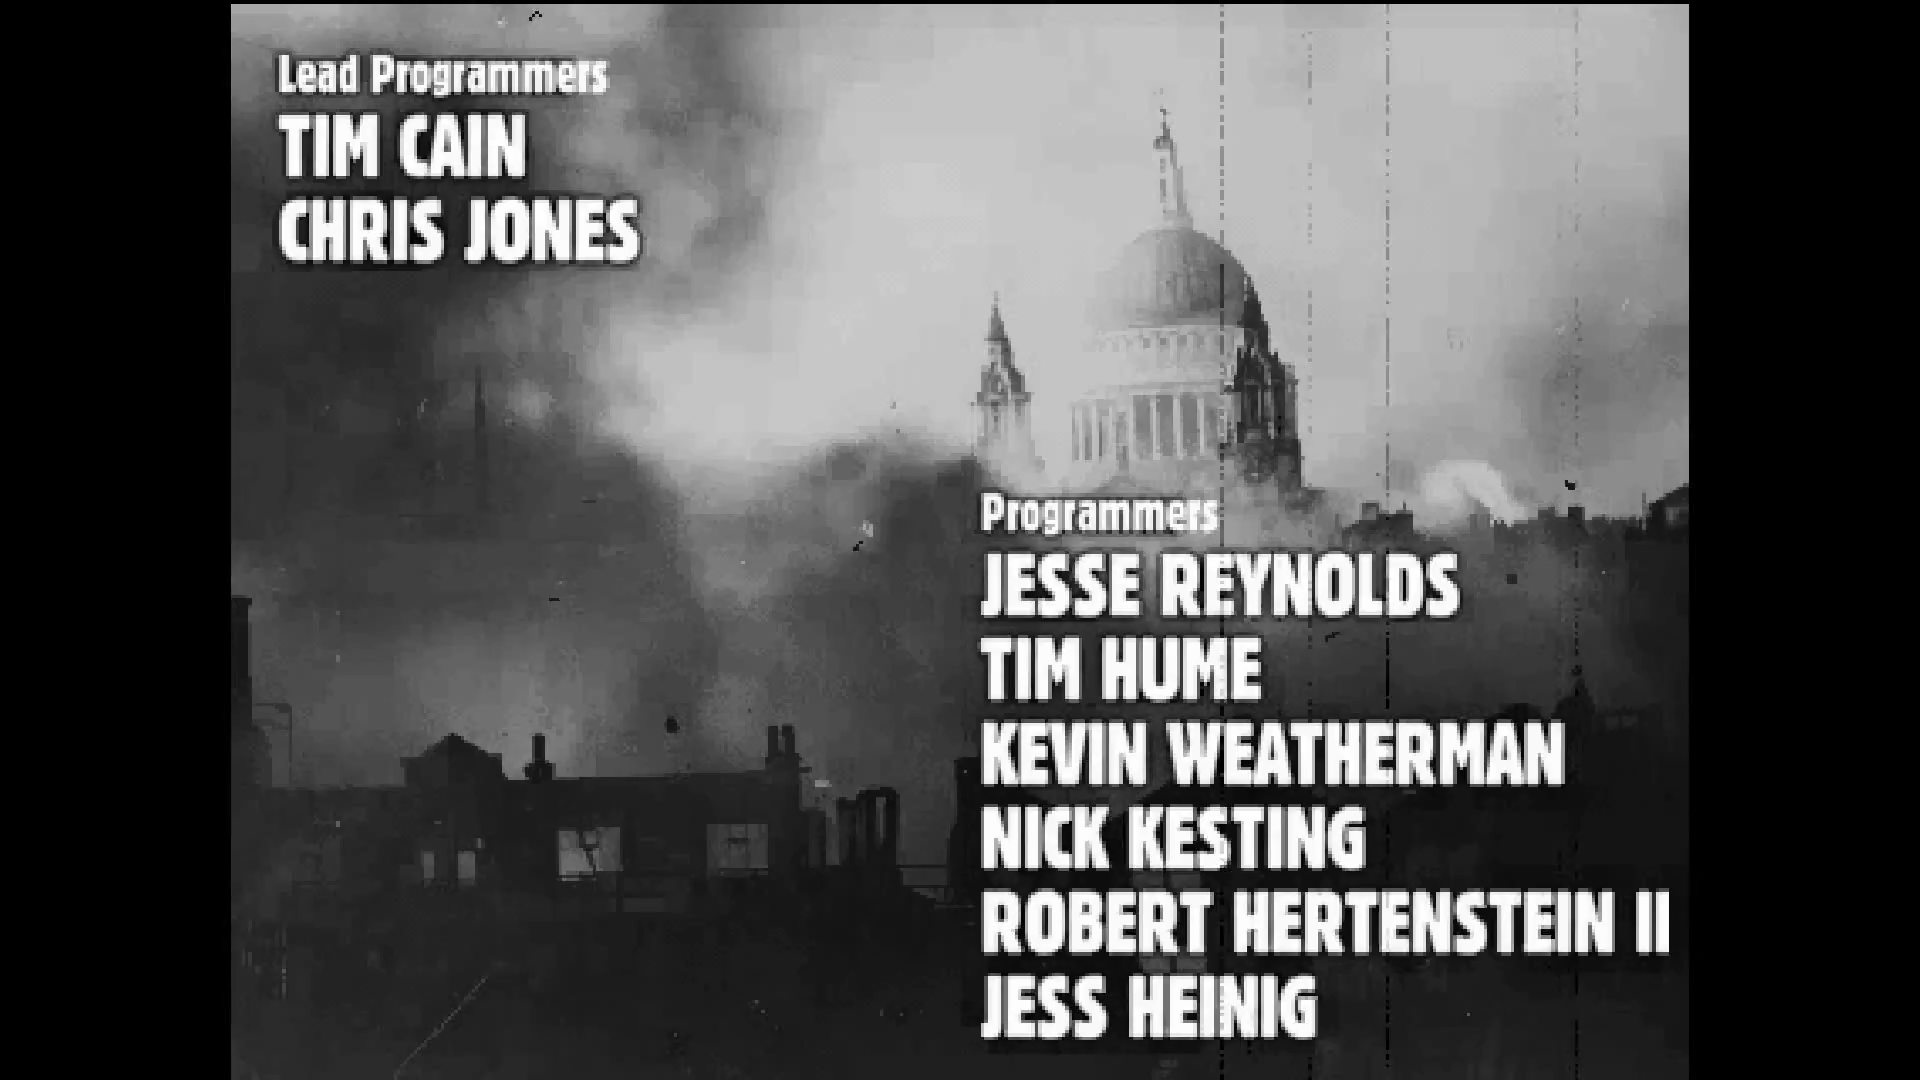 Lead Programmers
TIM CAIN
CHRIS JONES
Programmers
JESSE REYNOLDS
TIM HUME
KEVIN WEATHERMAN
NICK KESTING
ROBERT HERTENSTEIN II
JESS HEINIG